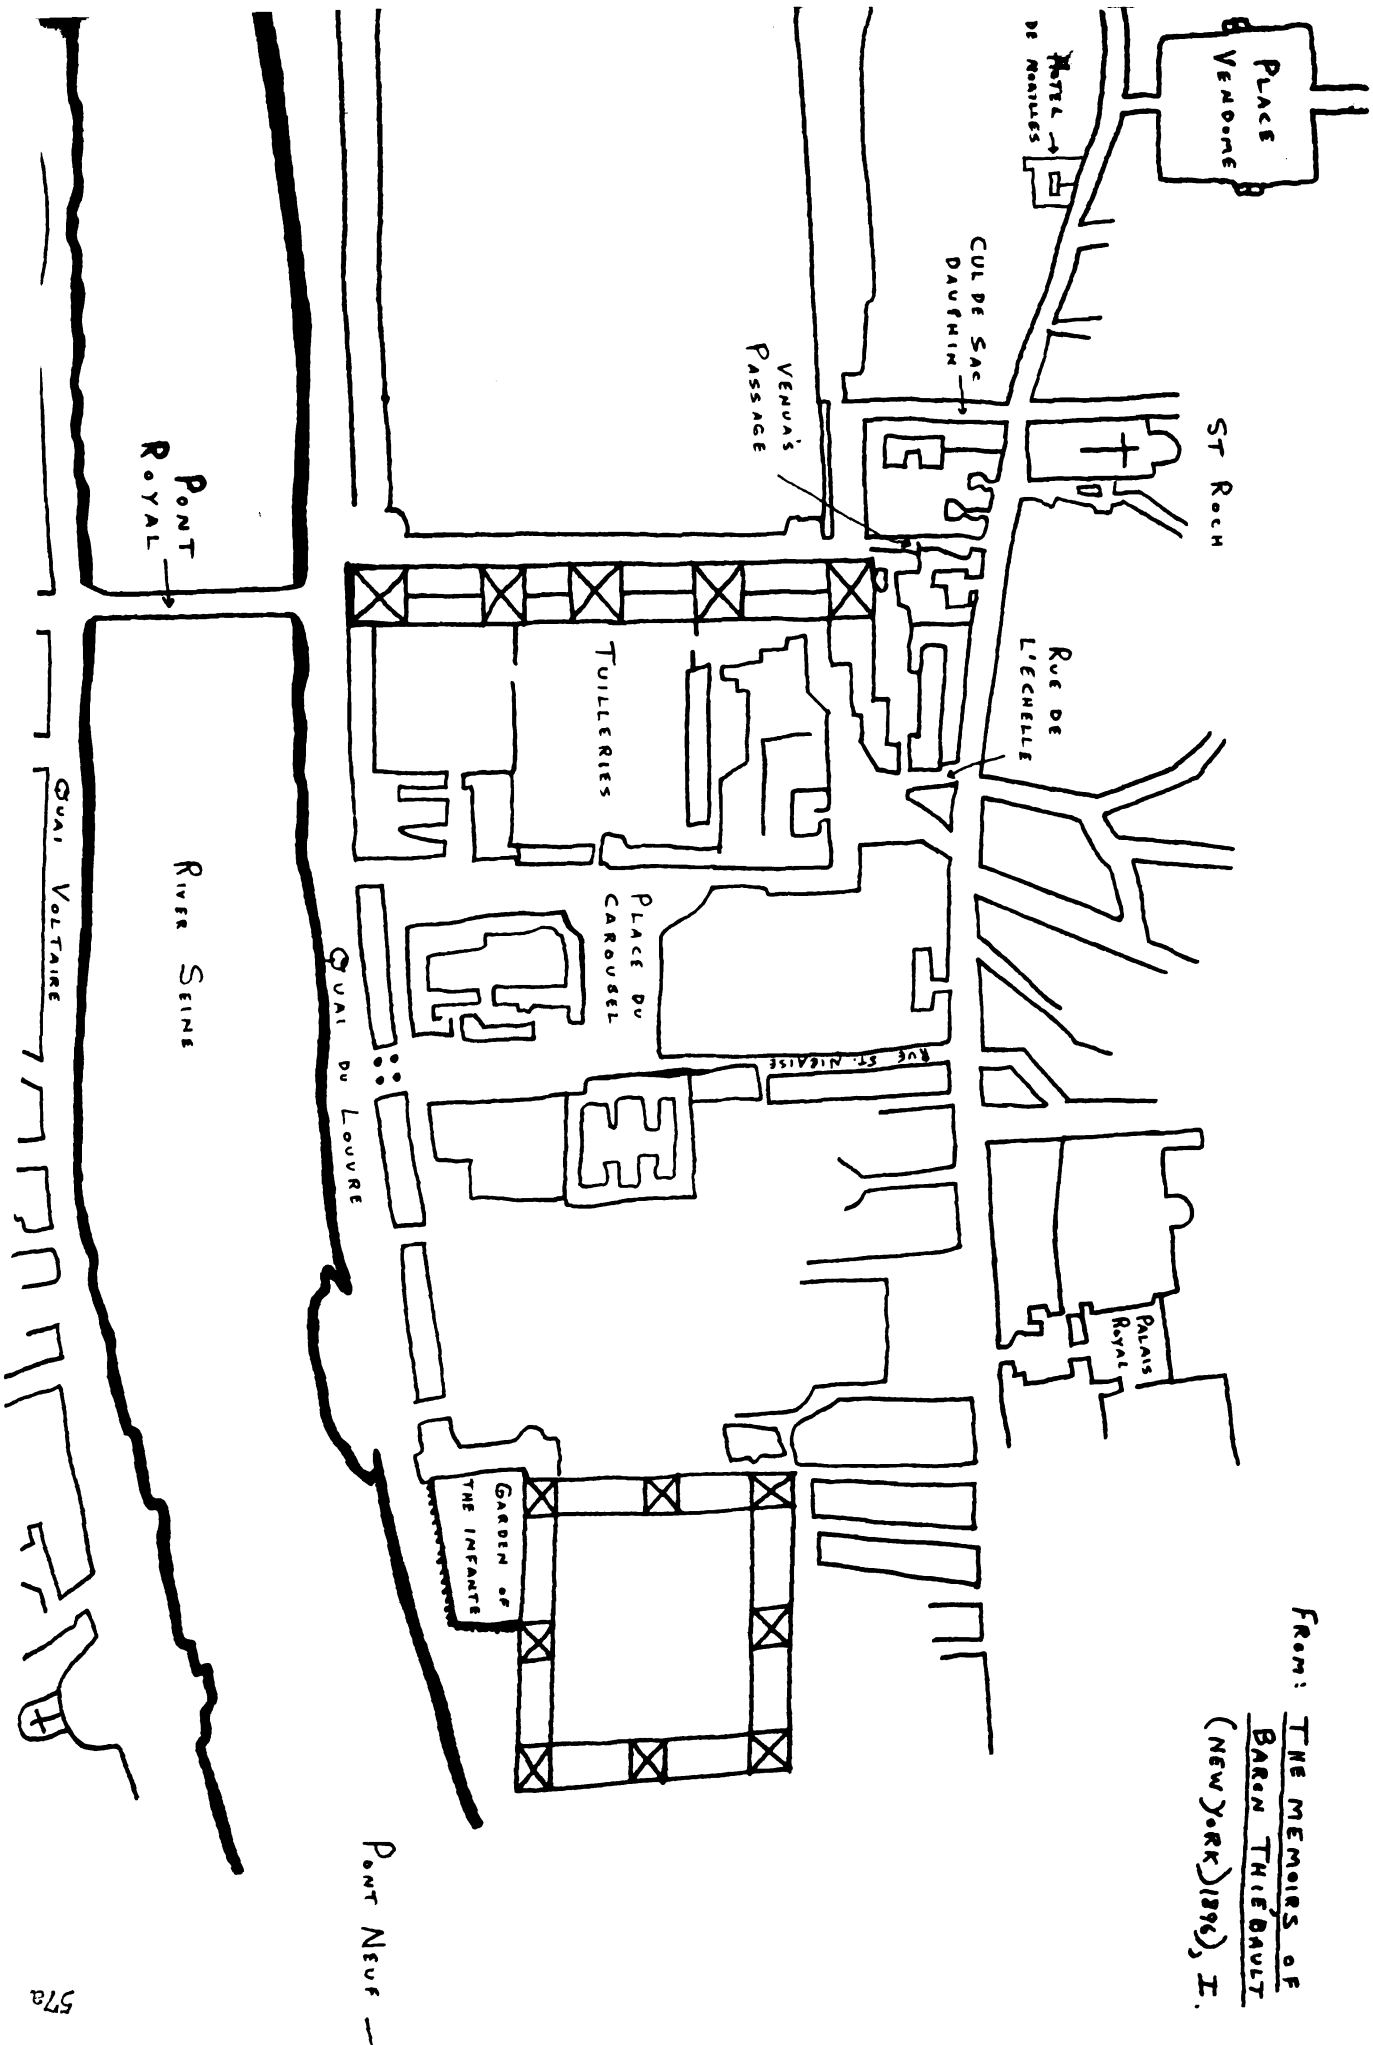 PLACE
VENDOME
HOTEL
DE NOAILLES
CUL DE SAC
DAUPHIN
VENUA'S
PASSAGE
ST ROCH
PONT
ROYAL
RUE DE
L'ECHELLE
TUILLERIES
QUAI VOLTAIRE
RIVER SEINE
PLACE DU
CAROUSEL
QUAI DU LOUVRE
RUE ST. NICAISE
PALAIS
ROYAL
GARDEN OF
THE INFANTE
PONT NEUF
FROM: THE MEMOIRS OF
BARON THIÉBAULT
(NEW YORK) 1896), I.
57a